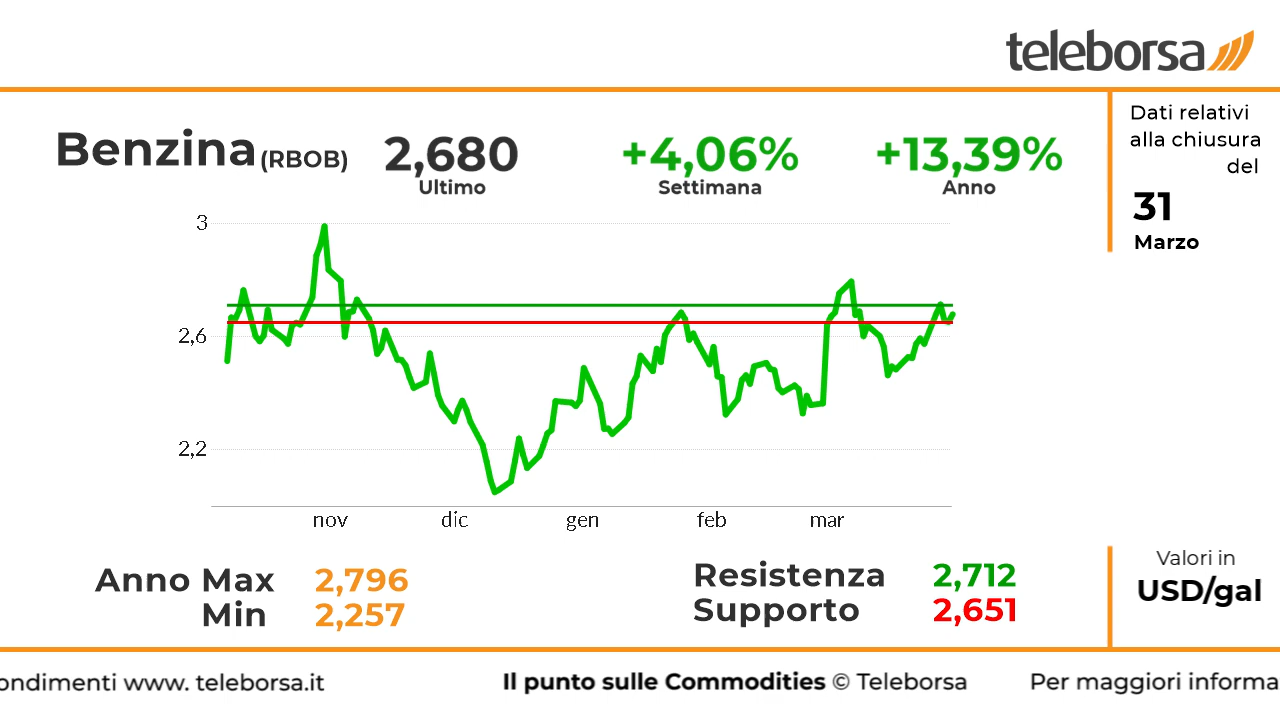 teleborsa
Dati relativi
alla chiusura
del
31
Marzo
Benzina (RBOB) 2,680 +4,06% +13,39%
Ultimo Settimana Anno
3
2,6
2,2
nov dic gen feb mar
Anno Max 2,796
Min 2,257
Resistenza 2,712
Supporto 2,651
Valori in
USD/gal
ondimenti www. teleborsa.it Il punto sulle Commodities © Teleborsa Per maggiori informa